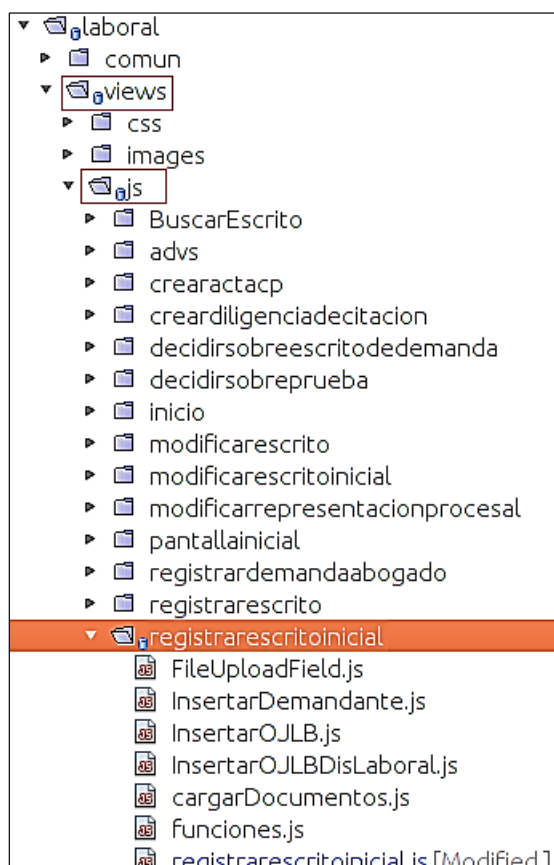 laboral
comun
views
css
images
js
BuscarEscrito
advs
crearactacp
creardiligenciadecitacion
decidirsobreescritodedemanda
decidirsobreprueba
inicio
modificarescrito
modificarescritoinicial
modificarrepresentacionprocesal
pantallainicial
registrardemandaabogado
registrarescrito
registrarescritoinicial
FileUploadField.js
InsertarDemandante.js
InsertarOJLB.js
InsertarOJLBDisLaboral.js
cargarDocumentos.js
funciones.js
registrarescritoinicial.js [Modified]